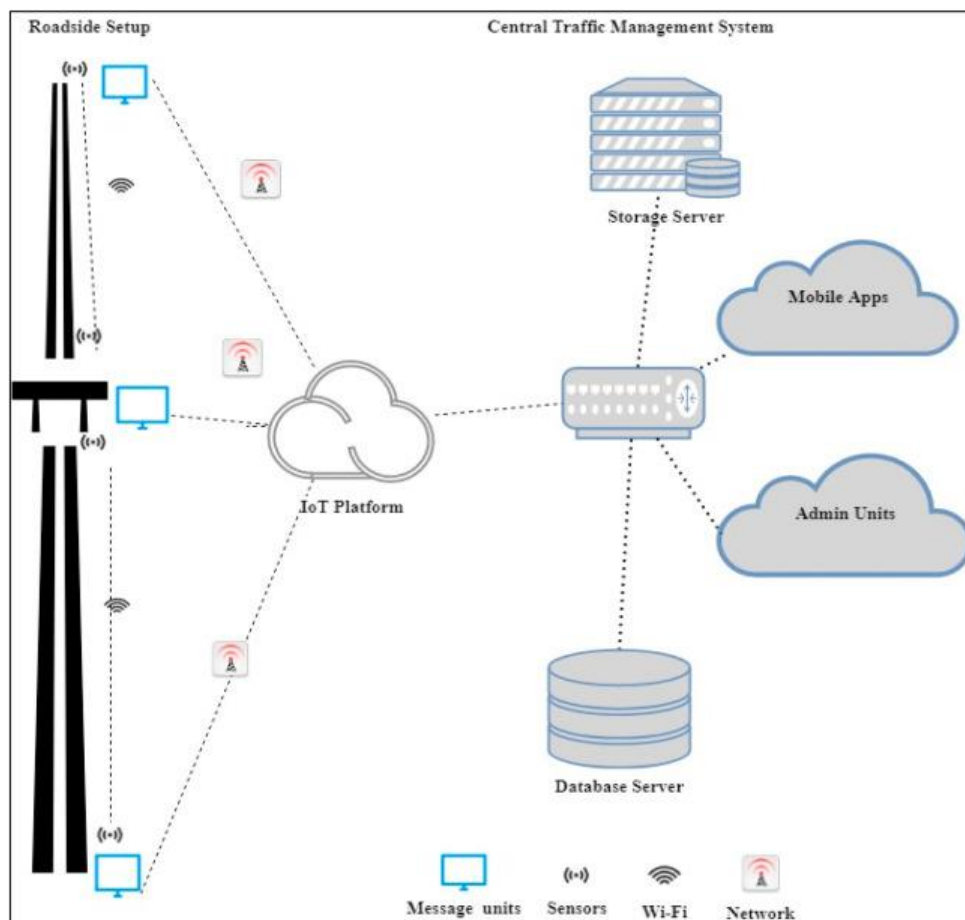 Roadside Setup
Central Traffic Management System
Storage Server
Mobile Apps
IoT Platform
Admin Units
Database Server
Message units
Sensors
Wi-Fi
Network